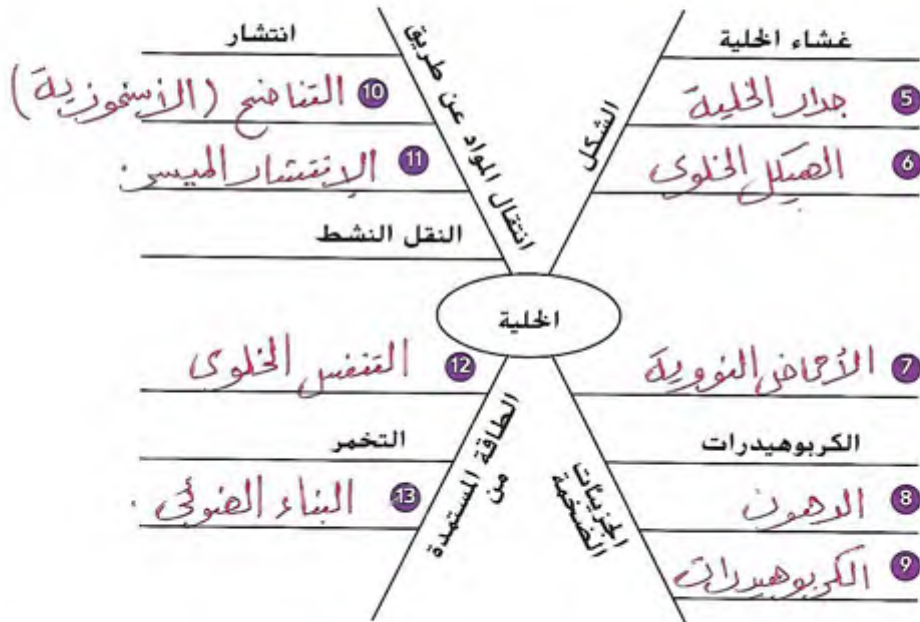 غشاء الخلية
5 جدار الخلية
6 الهيكل الخلوي
الشكل
انتشار
10 التناضح (الأسموزية)
11 الإنتشار الميسر.
النقل النشط
انتقال المواد عن طريق
الخلية
7 الأحماض النووية
الكربوهيدرات
8 الدهون
9 الكربوهيدرات
الجزيئات الضخمة
12 التنفس الخلوي
التخمر
13 البناء الضوئي.
الطاقة المستمدة من